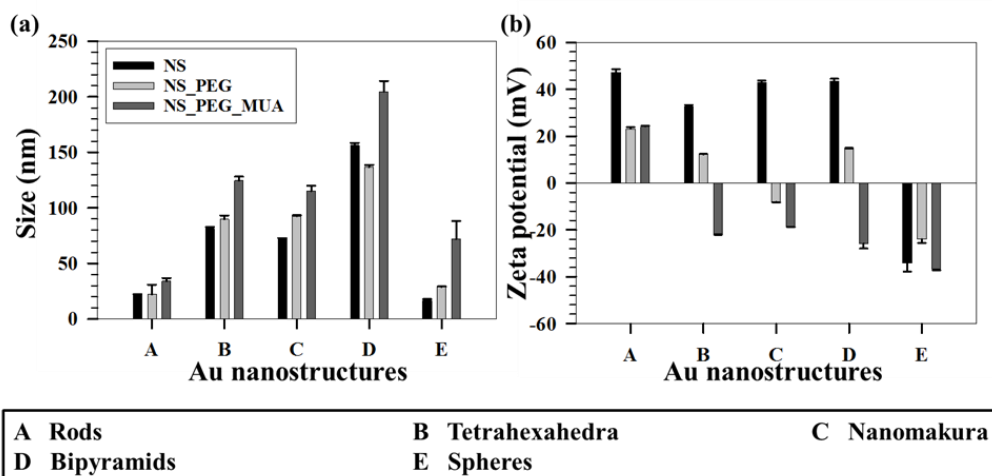 (a)
250
200
150
100
50
0
Size (nm)
NS
NS_PEG
NS_PEG_MUA
A B C D E
Au nanostructures
(b)
60
40
20
0
-20
-40
-60
Zeta potential (mV)
A B C D E
Au nanostructures
A Rods B Tetrahexahedra C Nanomakura
D Bipyramids E Spheres